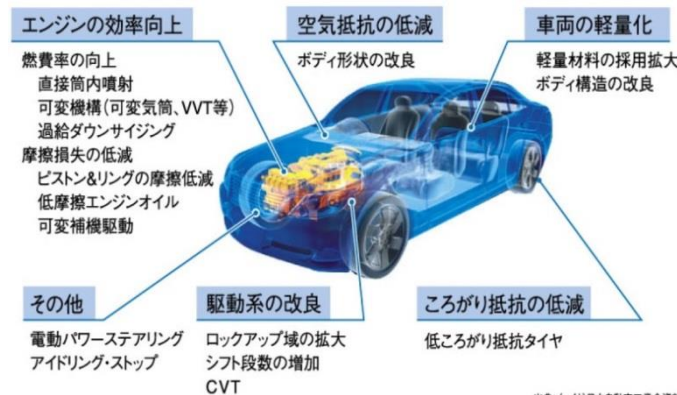 エンジンの効率向上
燃費率の向上
直接筒内噴射
可変機構(可変気筒、VVT等)
過給ダウンサイジング
摩擦損失の低減
ピストン&リングの摩擦低減
低摩擦エンジンオイル
可変補機駆動
空気抵抗の低減
ボディ形状の改良
車両の軽量化
軽量材料の採用拡大
ボディ構造の改良
その他
電動パワーステアリング
アイドリング・ストップ
駆動系の改良
ロックアップ域の拡大
シフト段数の増加
CVT
ころがり抵抗の低減
低ころがり抵抗タイヤ